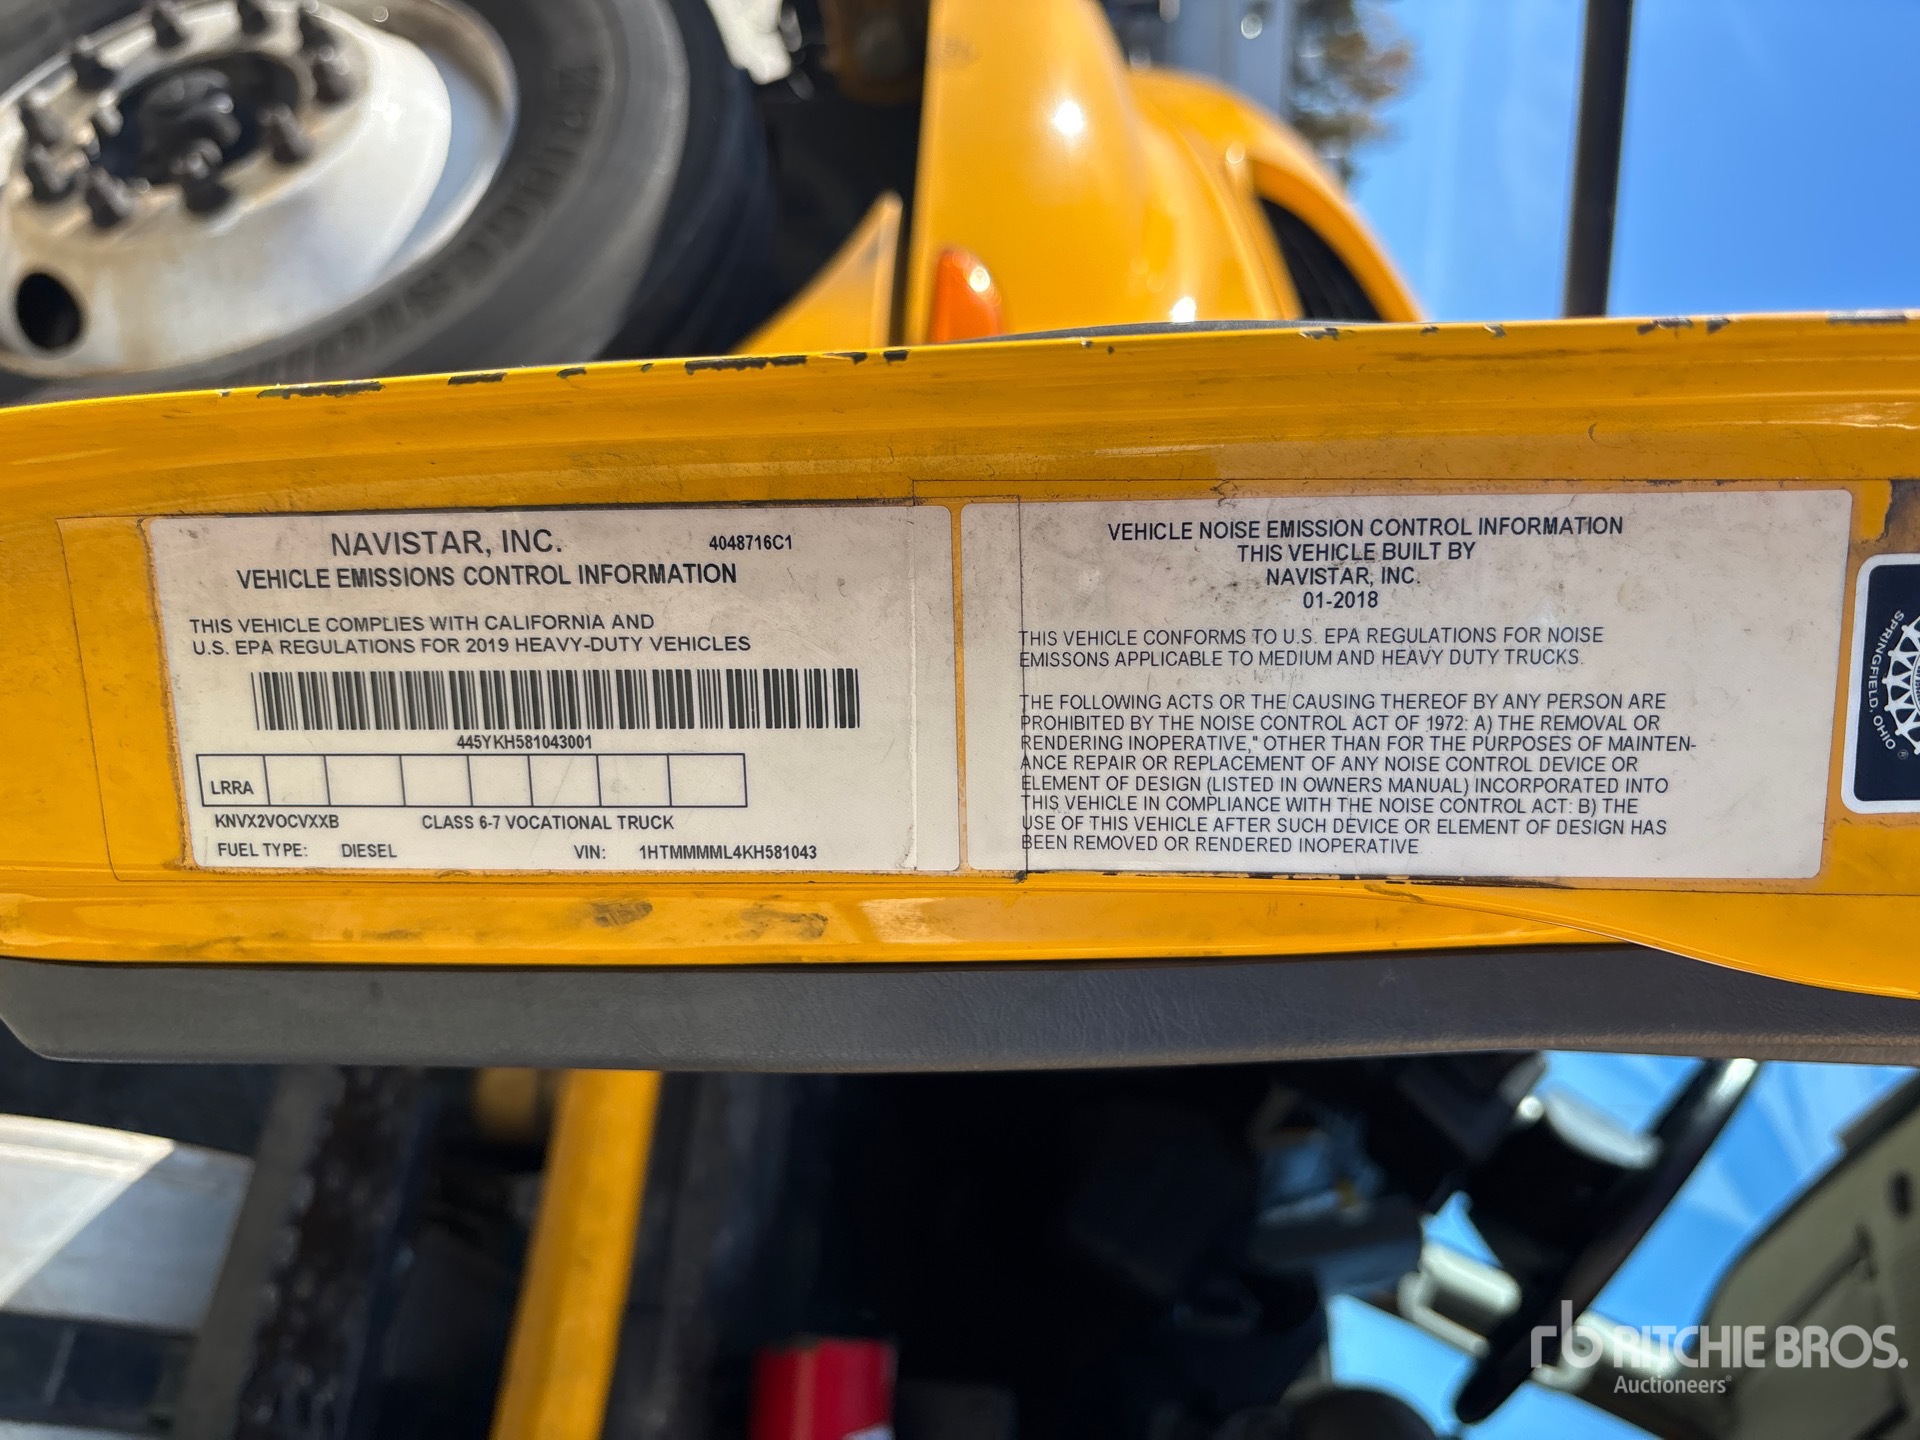 NAVISTAR, INC.
4048716C1
VEHICLE EMISSIONS CONTROL INFORMATION
THIS VEHICLE COMPLIES WITH CALIFORNIA AND
U.S. EPA REGULATIONS FOR 2019 HEAVY-DUTY VEHICLES
445YKH581043001
LRRA
KNVX2VOCVXXB CLASS 6-7 VOCATIONAL TRUCK
FUEL TYPE: DIESEL VIN: 1HTMMMML4KH581043
VEHICLE NOISE EMISSION CONTROL INFORMATION
THIS VEHICLE BUILT BY
NAVISTAR, INC.
01-2018
THIS VEHICLE CONFORMS TO U.S. EPA REGULATIONS FOR NOISE
EMISSONS APPLICABLE TO MEDIUM AND HEAVY DUTY TRUCKS.
THE FOLLOWING ACTS OR THE CAUSING THEREOF BY ANY PERSON ARE
PROHIBITED BY THE NOISE CONTROL ACT OF 1972: A) THE REMOVAL OR
RENDERING INOPERATIVE," OTHER THAN FOR THE PURPOSES OF MAINTEN-
ANCE REPAIR OR REPLACEMENT OF ANY NOISE CONTROL DEVICE OR
ELEMENT OF DESIGN (LISTED IN OWNERS MANUAL) INCORPORATED INTO
THIS VEHICLE IN COMPLIANCE WITH THE NOISE CONTROL ACT: B) THE
USE OF THIS VEHICLE AFTER SUCH DEVICE OR ELEMENT OF DESIGN HAS
BEEN REMOVED OR RENDERED INOPERATIVE
SPRINGFIELD, OHIO
rb RITCHIE BROS.
Auctioneers